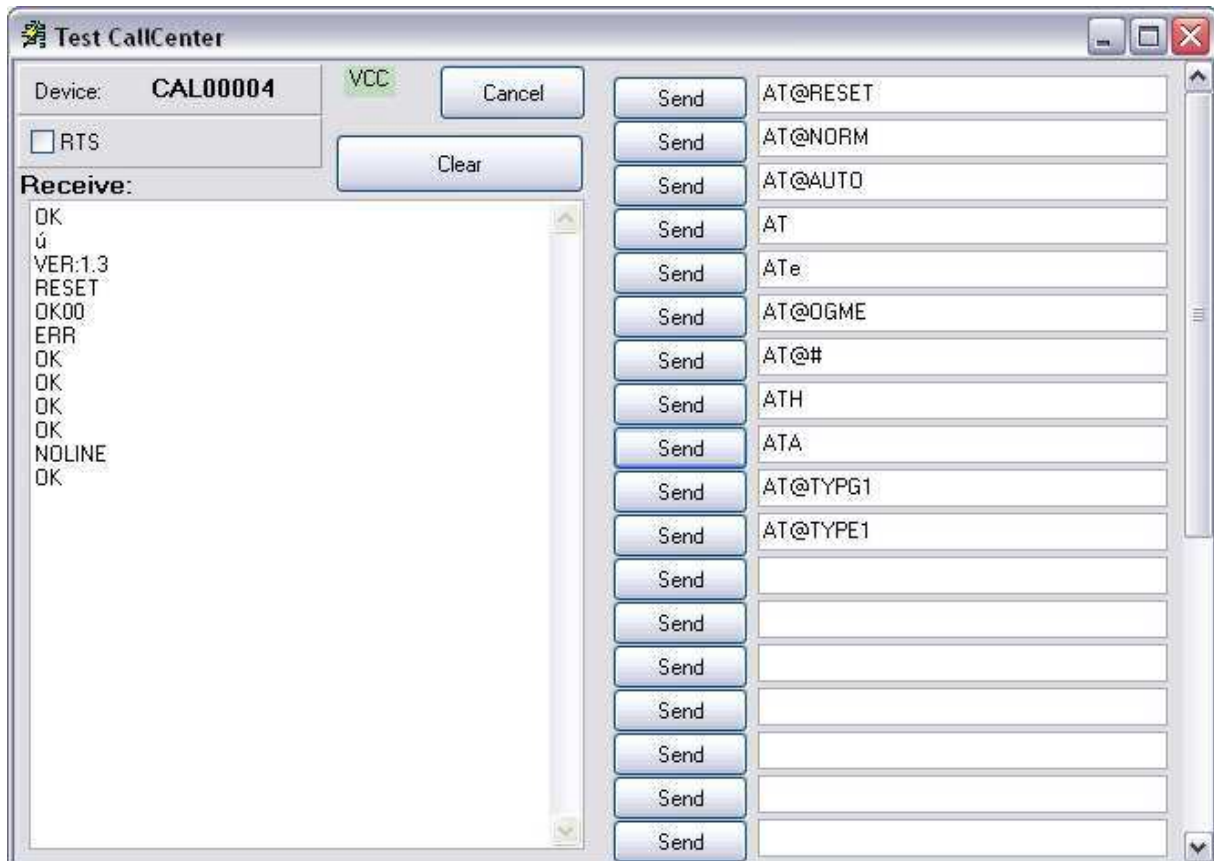 Test CallCenter
Device: CAL00004
VCC
Cancel
RTS
Clear
Receive:
OK
ú
VER:1.3
RESET
OK00
ERR
OK
OK
OK
OK
NOLINE
OK
Send AT@RESET
Send AT@NORM
Send AT@AUTO
Send AT
Send ATe
Send AT@OGME
Send AT@#
Send ATH
Send ATA
Send AT@TYPG1
Send AT@TYPE1
Send
Send
Send
Send
Send
Send
Send